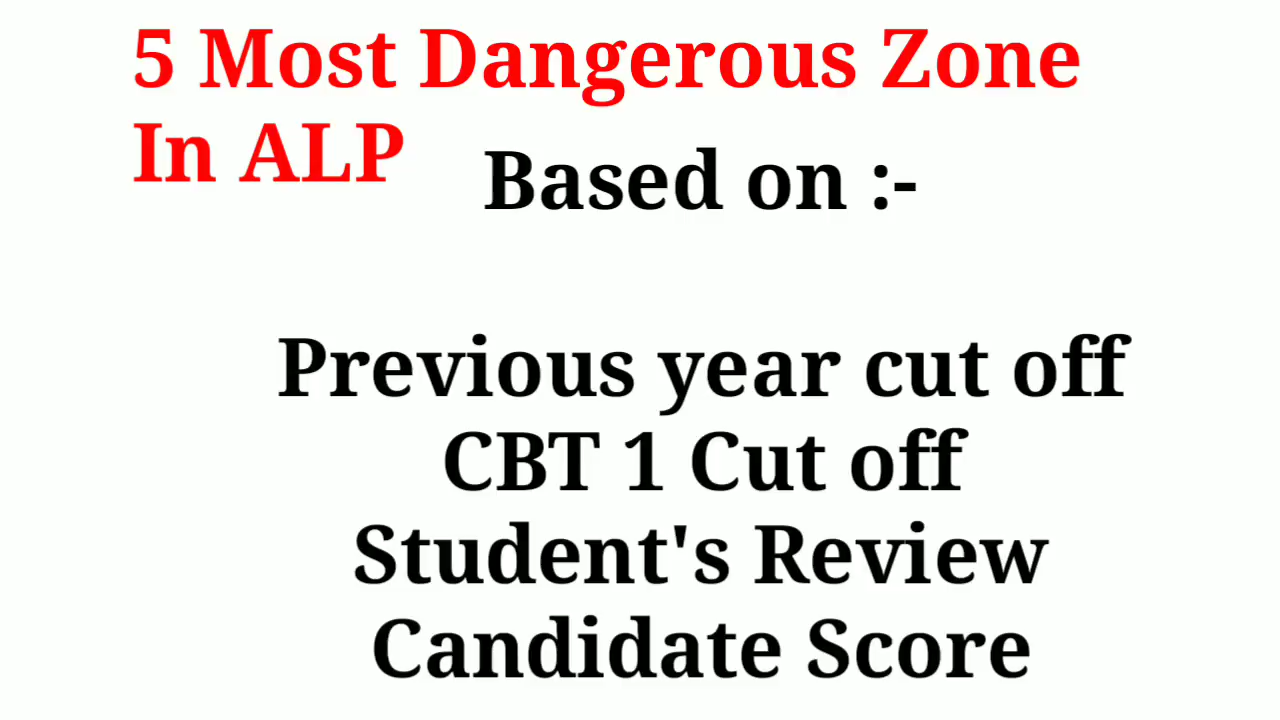 5 Most Dangerous Zone
In ALP
Based on :-
Previous year cut off
CBT 1 Cut off
Student's Review
Candidate Score